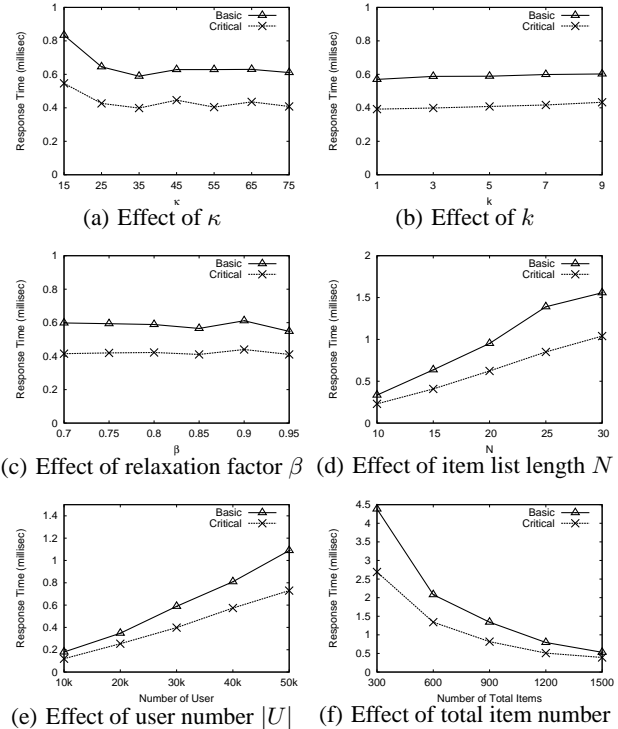 Basic
Critical
Response Time (millisec)
1
0.8
0.6
0.4
0.2
0
15 25 35 45 55 65 75
κ
(a) Effect of κ
Basic
Critical
Response Time (millisec)
1
0.8
0.6
0.4
0.2
0
1 3 5 7 9
k
(b) Effect of k
Basic
Critical
Response Time (millisec)
1
0.8
0.6
0.4
0.2
0
0.7 0.75 0.8 0.85 0.9 0.95
β
(c) Effect of relaxation factor β
Basic
Critical
Response Time (millisec)
2
1.5
1
0.5
0
10 15 20 25 30
N
(d) Effect of item list length N
Basic
Critical
Response Time (millisec)
1.4
1.2
1
0.8
0.6
0.4
0.2
0
10k 20k 30k 40k 50k
Number of User
(e) Effect of user number |U|
Basic
Critical
Response Time (millisec)
4.5
4
3.5
3
2.5
2
1.5
1
0.5
0
300 600 900 1200 1500
Number of Total Items
(f) Effect of total item number